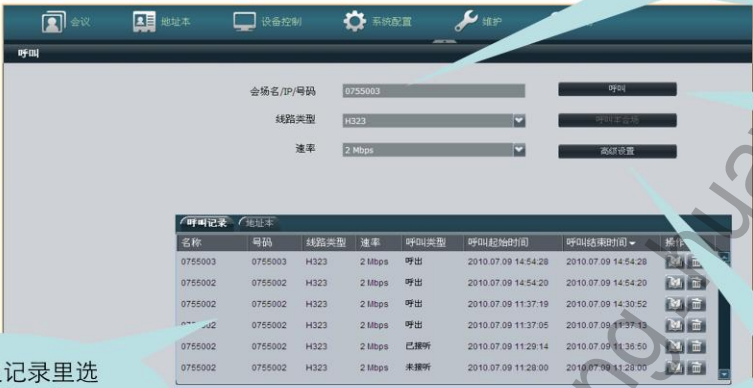 会议 地址本 设备控制 系统配置 维护
呼叫
会场名/IP/号码 0755003 呼叫
线路类型 H323
速率 2 Mbps 高级设置
呼叫记录 地址本
名称 号码 线路类型 速率 呼叫类型 呼叫起始时间 呼叫结束时间
0755003 0755003 H323 2 Mbps 呼出 2010.07.09 14:54:28 2010.07.09 14:54:28
0755002 0755002 H323 2 Mbps 呼出 2010.07.09 14:54:20 2010.07.09 14:54:20
0755002 0755002 H323 2 Mbps 呼出 2010.07.09 11:37:19 2010.07.09 14:30:52
0755002 H323 2 Mbps 呼出 2010.07.09 11:37:05 2010.07.09 11:37:13
0755002 0755002 H323 2 Mbps 已接听 2010.07.09 11:29:14 2010.07.09 11:36:50
0755002 0755002 H323 2 Mbps 未接听 2010.07.09 11:28:00 2010.07.09 11:28:00
记录里选